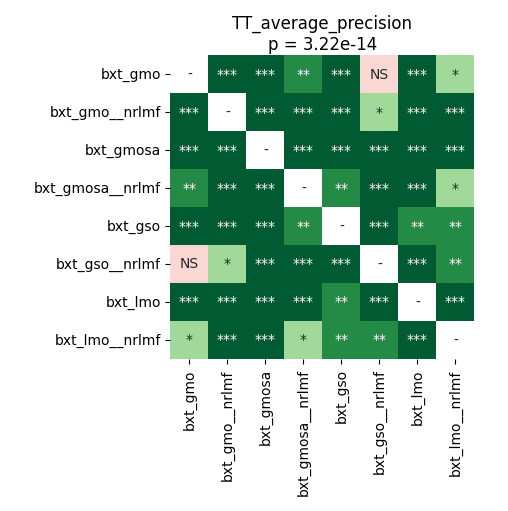 TT_average_precision
p = 3.22e-14
bxt_gmo - *** *** ** *** NS *** *
bxt_gmo__nrlmf *** - *** *** *** * *** ***
bxt_gmosa *** *** - *** *** *** *** ***
bxt_gmosa__nrlmf ** *** *** - ** *** *** *
bxt_gso *** *** *** ** - *** ** **
bxt_gso__nrlmf NS * *** *** *** - *** **
bxt_lmo *** *** *** *** ** *** - ***
bxt_lmo__nrlmf * *** *** * ** ** *** -
bxt_gmo
bxt_gmo__nrlmf
bxt_gmosa
bxt_gmosa__nrlmf
bxt_gso
bxt_gso__nrlmf
bxt_lmo
bxt_lmo__nrlmf